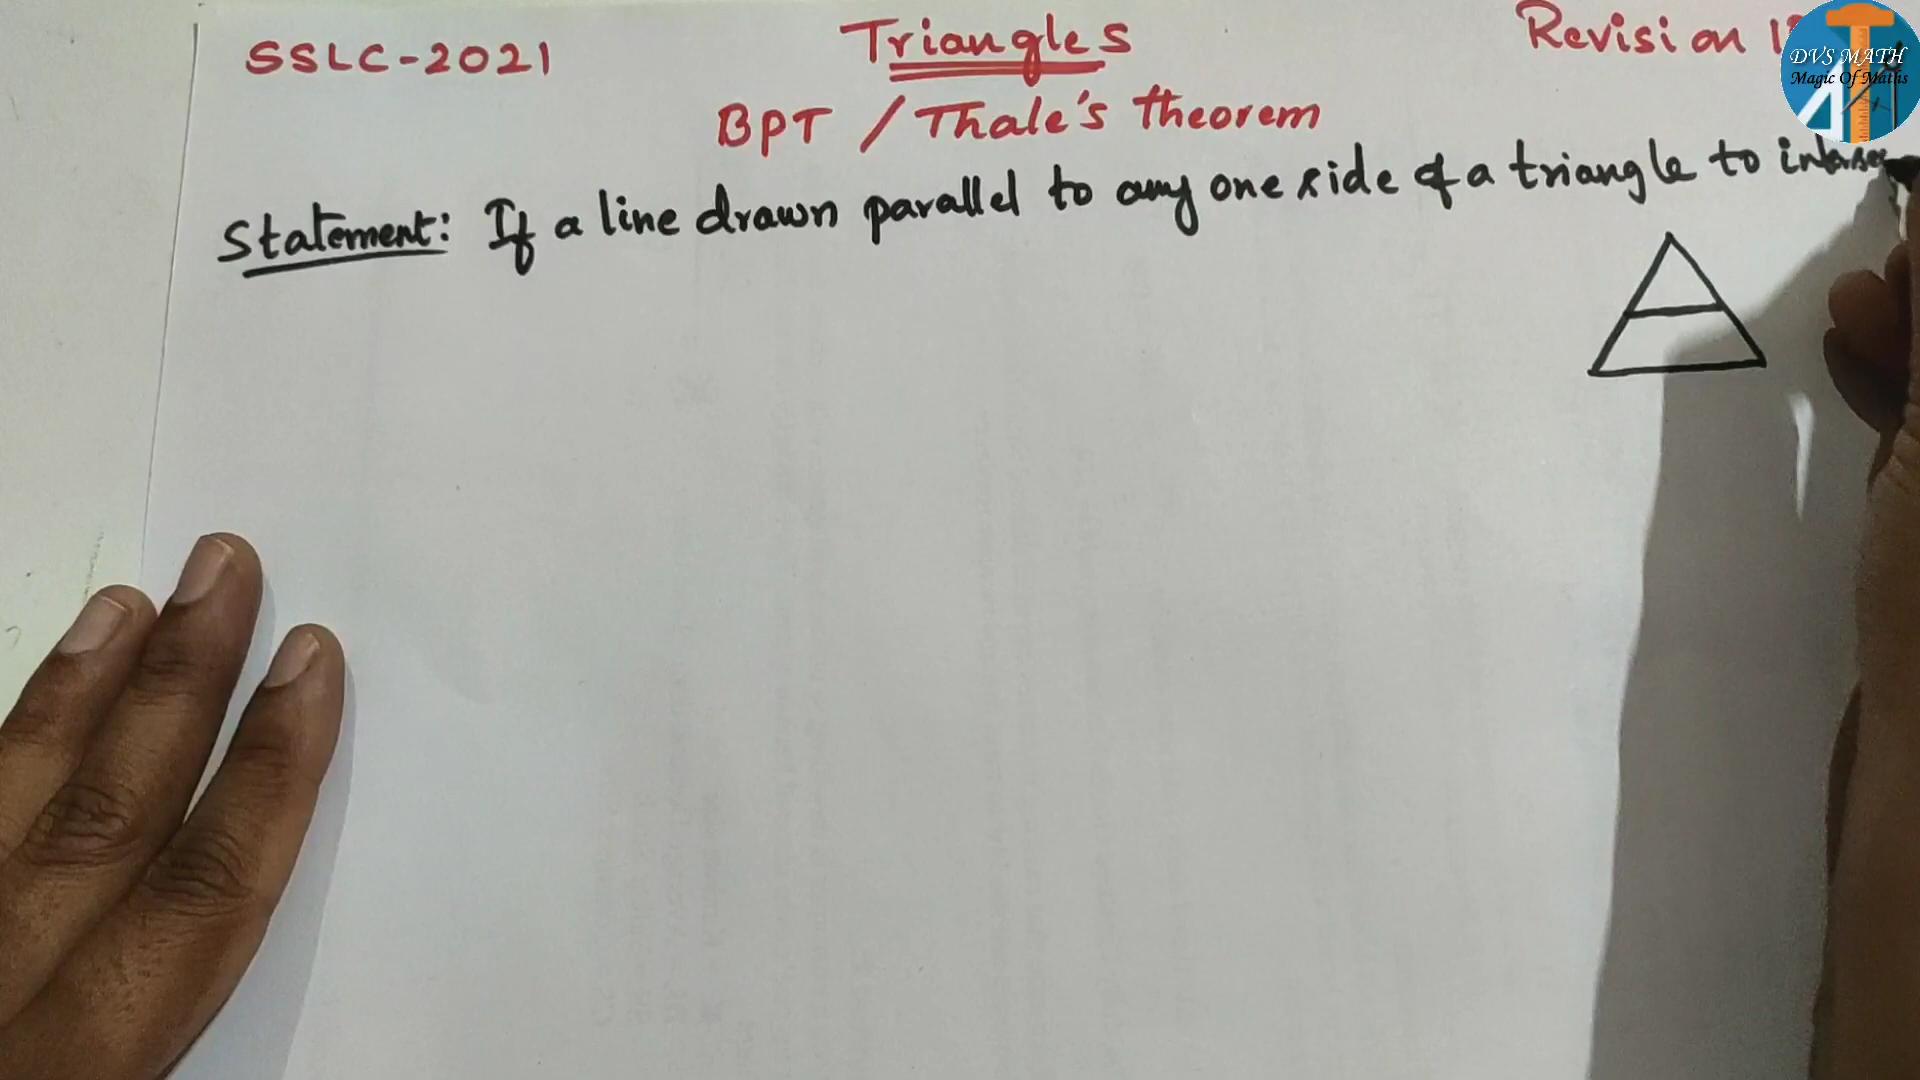 SSLC-2021 Triangles Revision
DVS MATH
Magic Of Maths
BPT / Thale's theorem
Statement: If a line drawn parallel to any one side of a triangle to